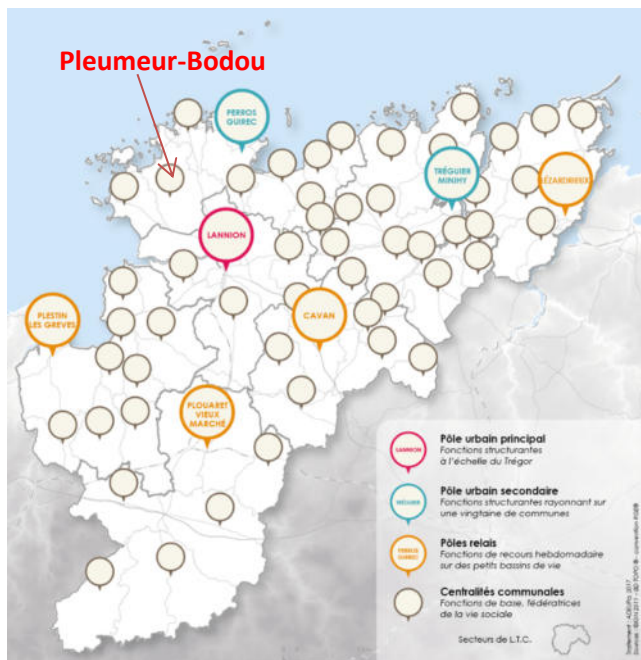 Pleumeur-Bodou
PERROS
GUIREC
TRÉGUIER
MINIHY
LÉZARDRIEUX
LANNION
PLESTIN
LES GREVES
CAVAN
PLOUARET
VIEUX
MARCHÉ
LANNION
Pôle urbain principal
Fonctions structurantes
à l'échelle du Trégor
TRÉGUIER
Pôle urbain secondaire
Fonctions structurantes rayonnant sur
une vingtaine de communes
Pôles relais
Fonctions de recours hebdomadaire
sur des petits bassins de vie
Centralités communales
Fonctions de base, fédératrices
de la vie sociale
Secteurs de L.T.C.